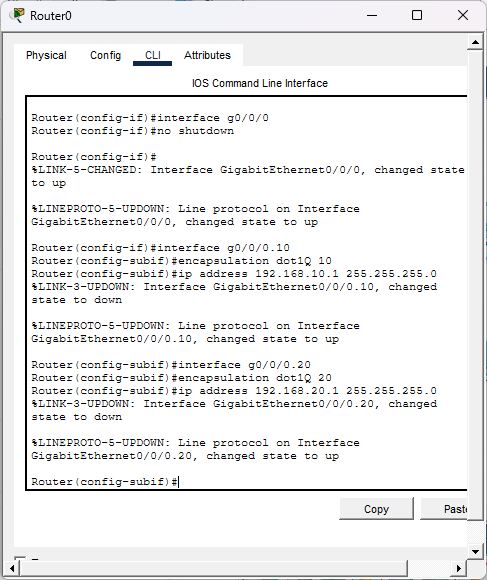 Router0
Physical Config CLI Attributes
IOS Command Line Interface
Router(config-if)#interface g0/0/0
Router(config-if)#no shutdown
Router(config-if)#
%LINK-5-CHANGED: Interface GigabitEthernet0/0/0, changed state
to up
%LINEPROTO-5-UPDOWN: Line protocol on Interface
GigabitEthernet0/0/0, changed state to up
Router(config-if)#interface g0/0/0.10
Router(config-subif)#encapsulation dot1Q 10
Router(config-subif)#ip address 192.168.10.1 255.255.255.0
%LINK-3-UPDOWN: Interface GigabitEthernet0/0/0.10, changed
state to down
%LINEPROTO-5-UPDOWN: Line protocol on Interface
GigabitEthernet0/0/0.10, changed state to up
Router(config-subif)#interface g0/0/0.20
Router(config-subif)#encapsulation dot1Q 20
Router(config-subif)#ip address 192.168.20.1 255.255.255.0
%LINK-3-UPDOWN: Interface GigabitEthernet0/0/0.20, changed
state to down
%LINEPROTO-5-UPDOWN: Line protocol on Interface
GigabitEthernet0/0/0.20, changed state to up
Router(config-subif)#
Copy Paste